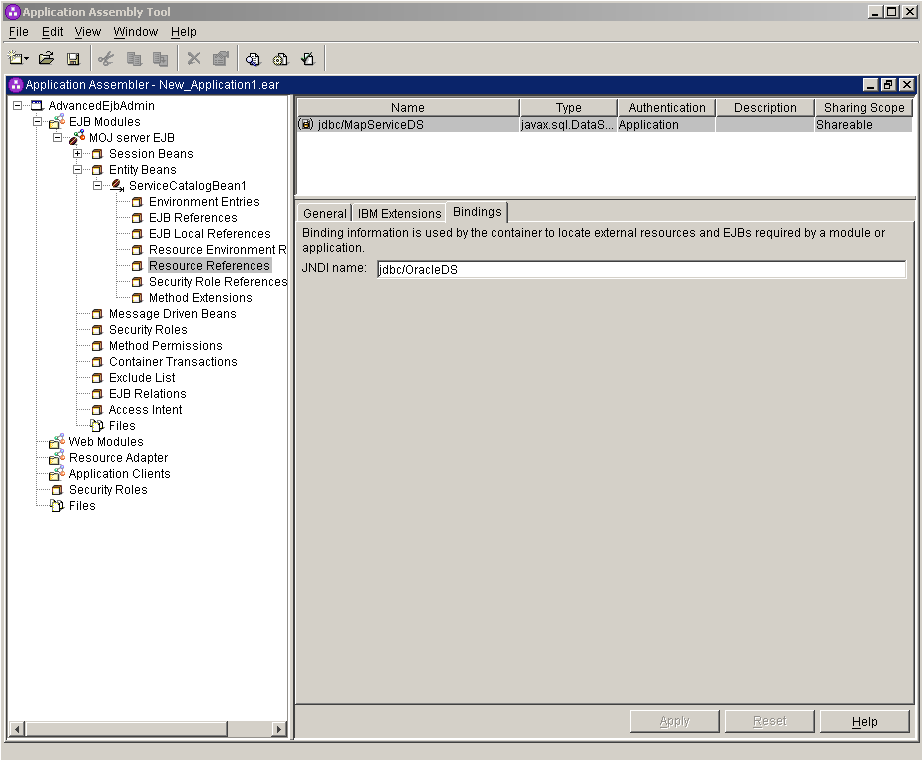 Application Assembly Tool
File Edit View Window Help
Application Assembler - New_Application1.ear
AdvancedEjbAdmin
EJB Modules
MOJ server EJB
Session Beans
Entity Beans
ServiceCatalogBean1
Environment Entries
EJB References
EJB Local References
Resource Environment R
Resource References
Security Role References
Method Extensions
Message Driven Beans
Security Roles
Method Permissions
Container Transactions
Exclude List
EJB Relations
Access Intent
Files
Web Modules
Resource Adapter
Application Clients
Security Roles
Files
Name Type Authentication Description Sharing Scope
jdbc/MapServiceDS javax.sql.DataS... Application Shareable
General IBM Extensions Bindings
Binding information is used by the container to locate external resources and EJBs required by a module or
application.
JNDI name: jdbc/OracleDS
Apply Reset Help